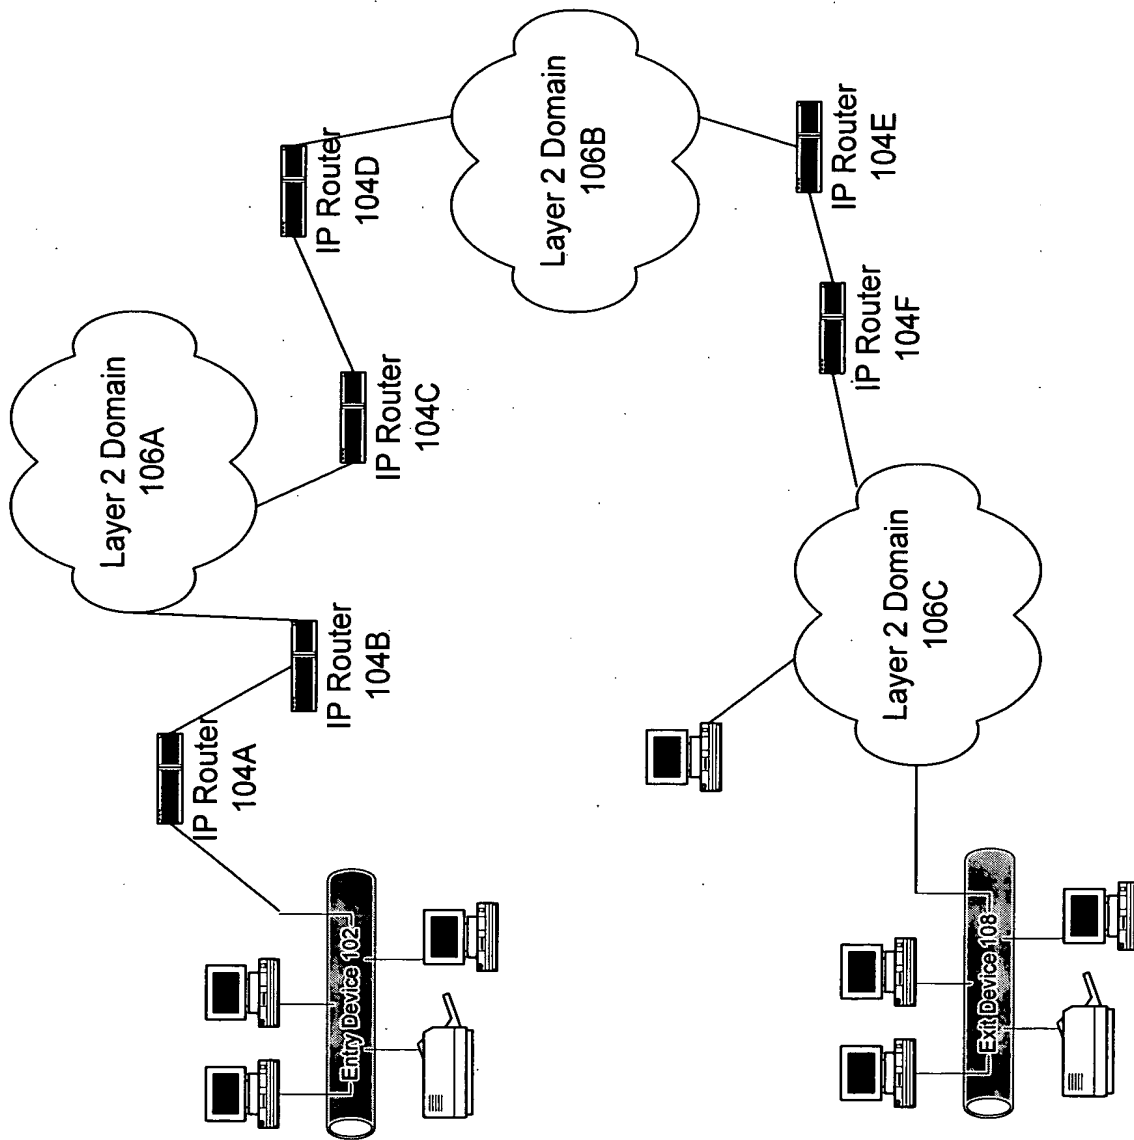 Layer 2 Domain
106A
IP Router
104D
Layer 2 Domain
106B
IP Router
104E
IP Router
104C
IP Router
104F
IP Router
104B
IP Router
104A
Layer 2 Domain
106C
Entry Device 102
Exit Device 108